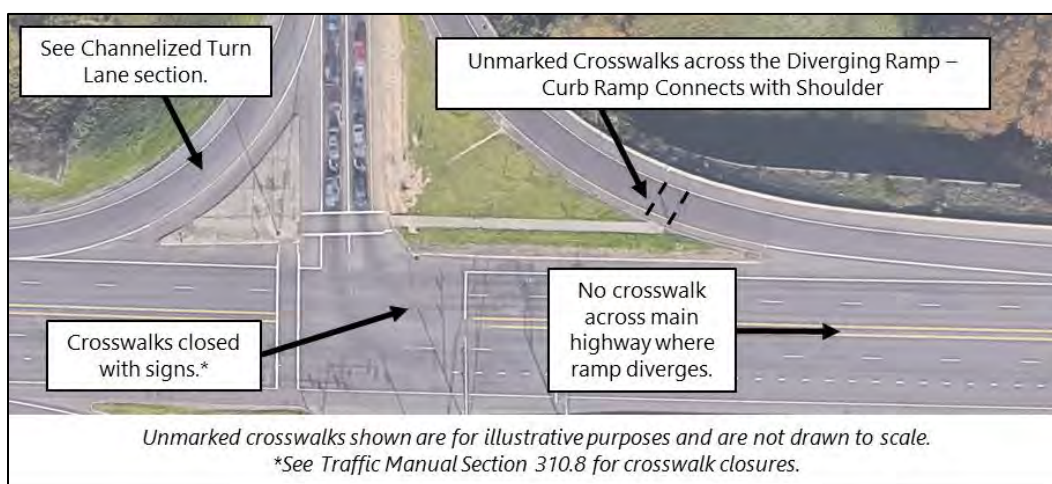 See Channelized Turn
Lane section.
Unmarked Crosswalks across the Diverging Ramp –
Curb Ramp Connects with Shoulder
Crosswalks closed
with signs.*
No crosswalk
across main
highway where
ramp diverges.
Unmarked crosswalks shown are for illustrative purposes and are not drawn to scale.
*See Traffic Manual Section 310.8 for crosswalk closures.